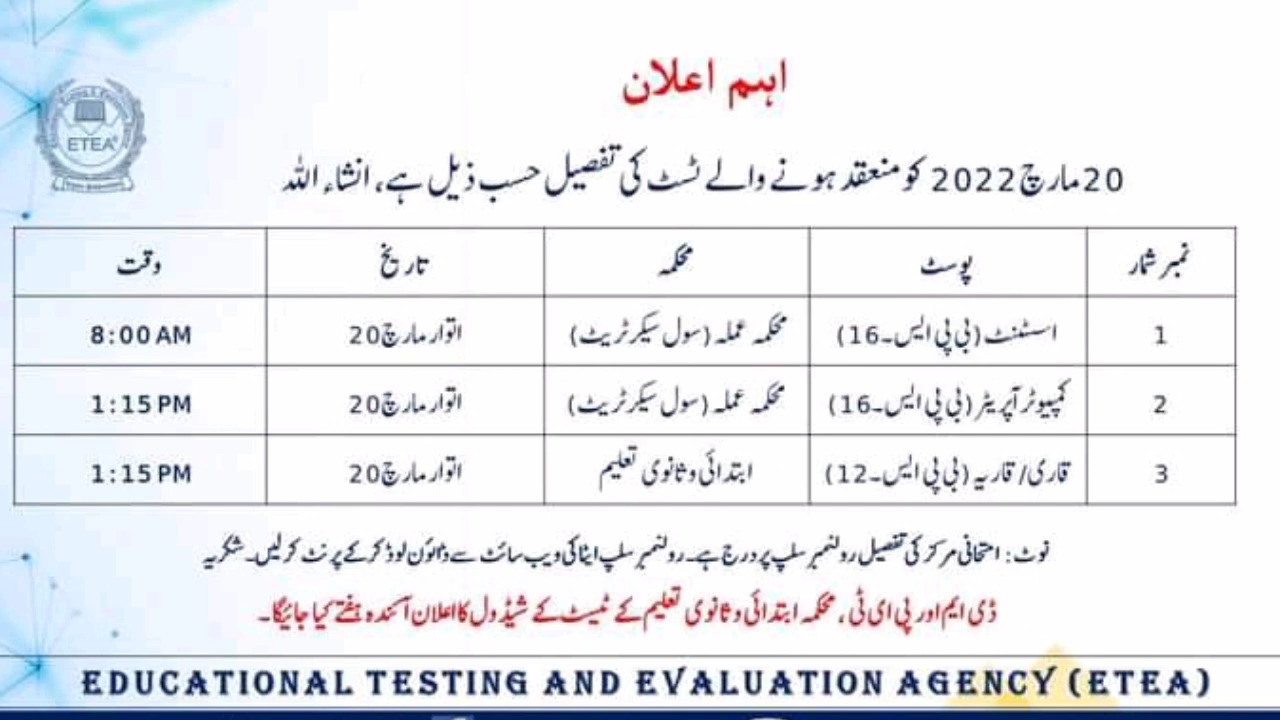 ETEA
اہم اعلان
20 مارچ 2022 کو منعقد ہونے والے ٹسٹ کی تفصیل حسب ذیل ہے، انشاء اللہ
نمبر شمار پوسٹ محکمہ تاریخ وقت
1 اسسٹنٹ (بی پی ایس۔16) محکمہ عملہ (سول سیکرٹریٹ) اتوار مارچ 20 8:00 AM
2 کمپیوٹر آپریٹر (بی پی ایس۔16) محکمہ عملہ (سول سیکرٹریٹ) اتوار مارچ 20 1:15 PM
3 قاری/ قاریہ (بی پی ایس۔12) ابتدائی و ثانوی تعلیم اتوار مارچ 20 1:15 PM
نوٹ: امتحانی مرکز کی تفصیل رولنمبر سلپ پر درج ہے۔ رولنمبر سلپ ایٹا کی ویب سائٹ سے ڈاؤن لوڈ کر کے پرنٹ کر لیں۔ شکریہ
ڈی ایم اور پی ای ٹی، محکمہ ابتدائی و ثانوی تعلیم کے ٹیسٹ کے شیڈول کا اعلان آئندہ ہفتے کیا جائیگا۔
EDUCATIONAL TESTING AND EVALUATION AGENCY (ETEA)